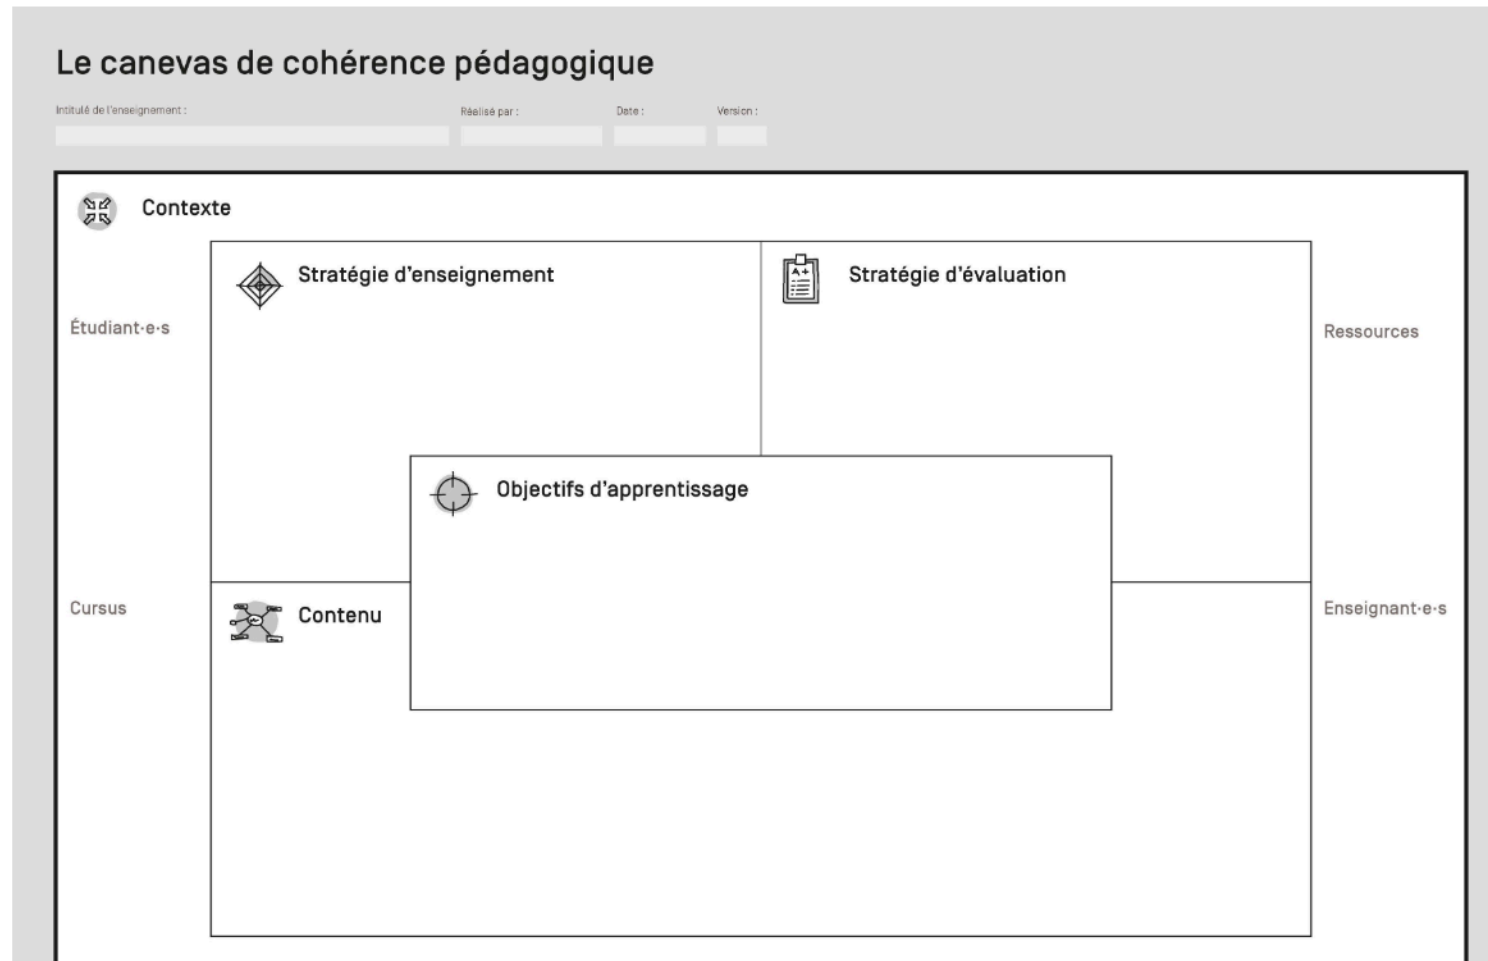 Le canevas de cohérence pédagogique
Intitulé de l'enseignement :
Réalisé par :
Date :
Version :
Contexte
Stratégie d'enseignement
A+
Stratégie d'évaluation
Étudiant·e·s
Ressources
Objectifs d'apprentissage
Cursus
Contenu
Enseignant·e·s